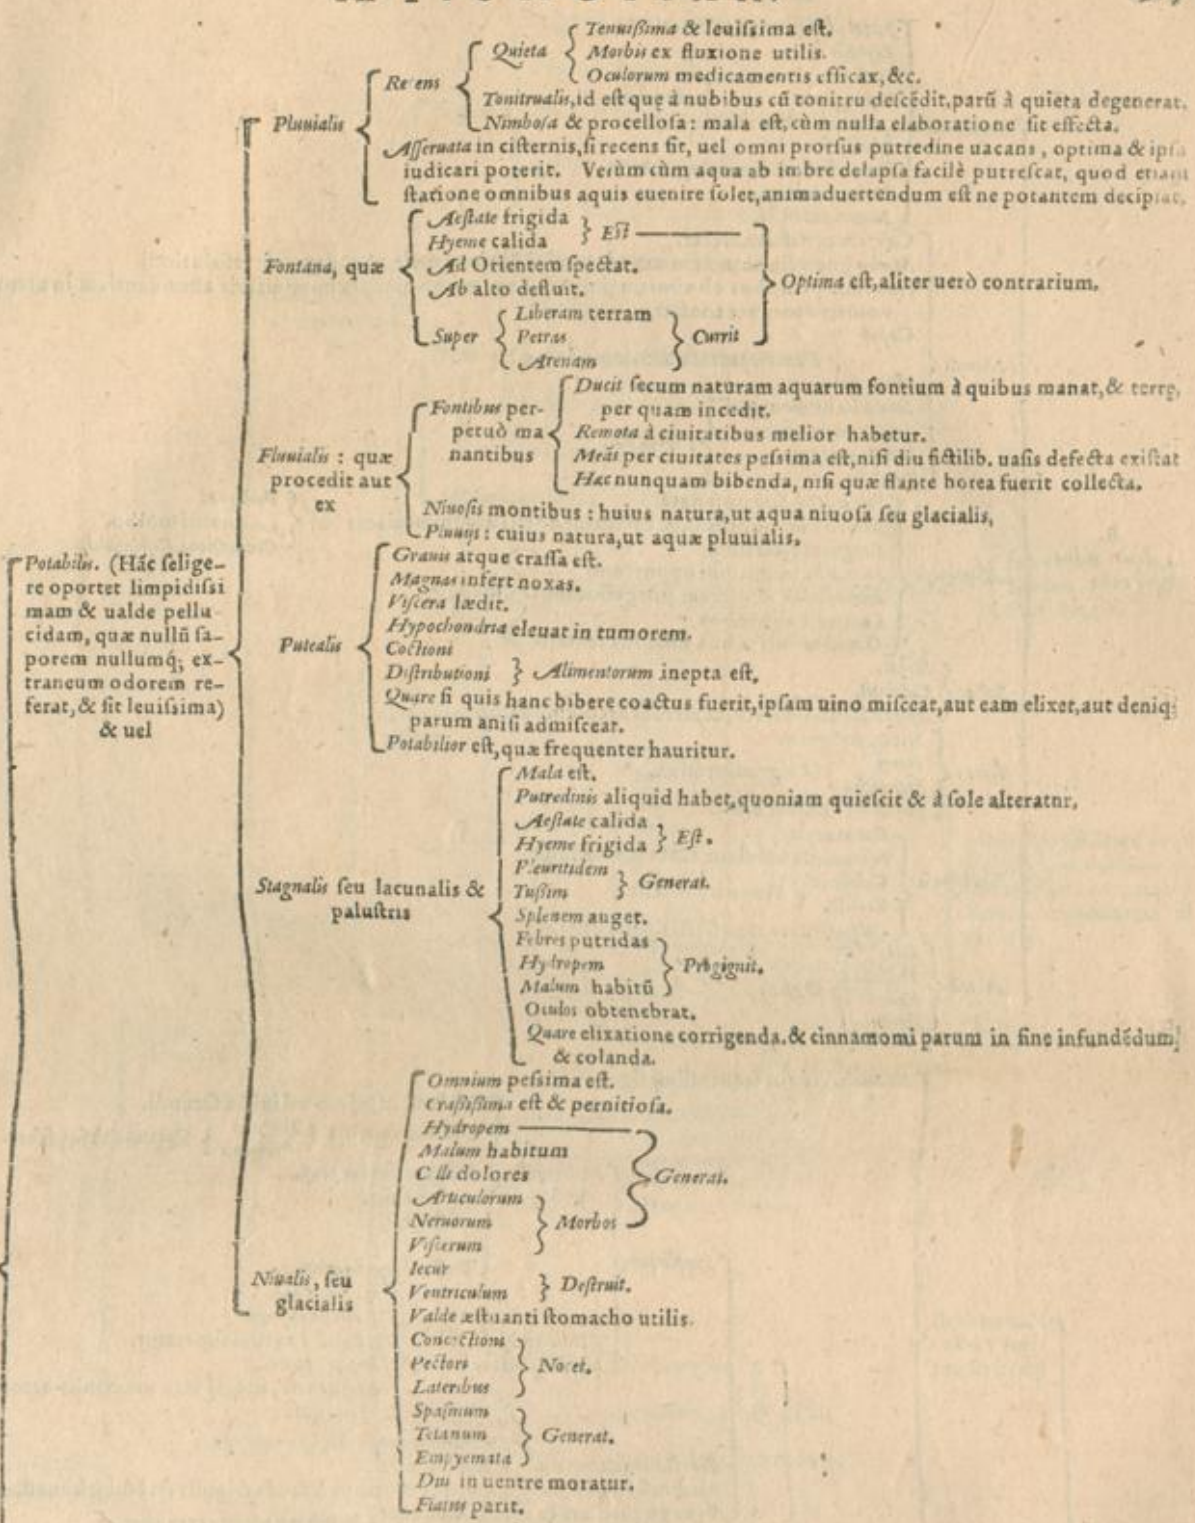 Quieta
Tenuißima & leuiſsima eſt.
Morbis ex fluxione utilis.
Oculorum medicamentis efficax, &c.
Recens
Tonitrualis, id eſt quę à nubibus cũ tonitru deſcẽdit, parũ à quieta degenerat.
Nimboſa & procelloſa: mala eſt, cùm nulla elaboratione ſit effecta.
Pluuialis
Aſſeruata in ciſternis, ſi recens ſit, uel omni prorſus putredine uacans, optima & ipſa
iudicari poterit. Verùm cùm aqua ab imbre delapſa facilè putreſcat, quod etiam
ſtatione omnibus aquis euenire ſolet, animaduertendum eſt ne potantem decipiat.
Fontana, quæ
Aeſtate frigida
Hyeme calida
Eſt
Ad Orientem ſpectat.
Ab alto defluit.
Super
Liberam terram
Petras
Arenam
Currit
Optima eſt, aliter uerò contrarium.
Fluuialis : quæ
procedit aut
ex
Fontibus per-
petuò ma
nantibus
Ducit ſecum naturam aquarum fontium à quibus manat, & terrę,
per quam incedit.
Remota à ciuitatibus melior habetur.
Meãs per ciuitates peſsima eſt, niſi diu fictilib. uaſis defecta exiſtat
Hæc nunquam bibenda, niſi quæ flante borea fuerit collecta.
Niuoſis montibus : huius natura, ut aqua niuoſa ſeu glacialis,
Pluuijs : cuius natura, ut aquæ pluuialis.
Potabilis. (Hãc ſelige-
re oportet limpidiſsi
mam & ualde pellu
cidam, quæ nullũ ſa-
porem nullumq́; ex-
traneum odorem re-
ferat, & ſit leuiſsima)
& uel
Putealis
Grauis atque craſſa eſt.
Magnas infert noxas.
Viſcera lædit.
Hypochondria eleuat in tumorem.
Coctioni
Diſtributioni
Alimentorum inepta eſt,
Quare ſi quis hanc bibere coactus fuerit, ipſam uino miſceat, aut eam elixet, aut deniq;
parum aniſi admiſceat.
Potabilior eſt, quæ frequenter hauritur.
Stagnalis ſeu lacunalis &
paluſtris
Mala eſt.
Putredinis aliquid habet, quoniam quieſcit & à ſole alteratur.
Aeſtate calida
Hyeme frigida
Eſt.
Pleuritidem
Tußim
Generat.
Splenem auget.
Febres putridas
Hydropem
Malum habitũ
Progignit.
Oculos obtenebrat.
Quare elixatione corrigenda. & cinnamomi parum in fine infundẽdum,
& colanda.
Niualis, ſeu
glacialis
Omnium peſsima eſt.
Craßißima eſt & pernitioſa.
Hydropem
Malum habitum
dolores
Articulorum
Neruorum
Viſcerum
Morbos
Generat.
Iecur
Ventriculum
Deſtruit.
Valde æſtuanti ſtomacho utilis.
Concoctioni
Pectori
Lateribus
Nocet.
Spaſmum
Tetanum
Empyemata
Generat.
Diu in uentre moratur.
Flatus parit.